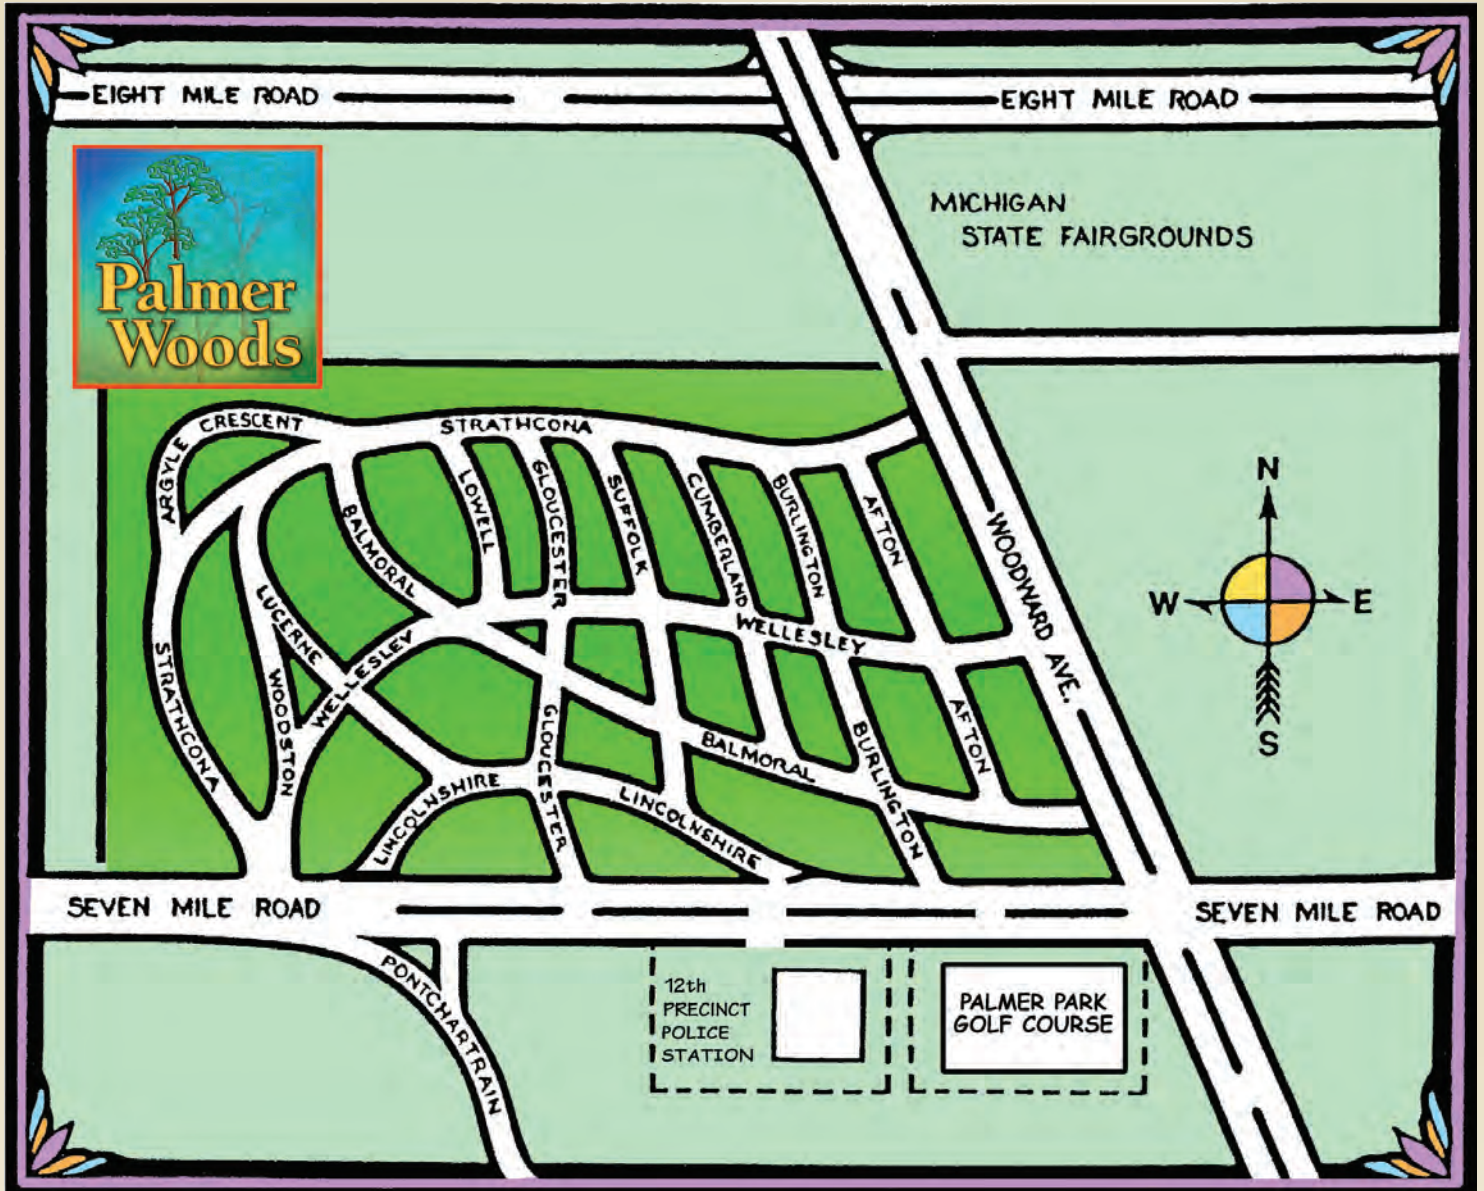 EIGHT MILE ROAD
EIGHT MILE ROAD
Palmer
Woods
MICHIGAN
STATE FAIRGROUNDS
ARGYLE CRESCENT
STRATHCONA
LOWELL
GLOUCESTER
SUFFOLK
CUMBERLAND
BURLINGTON
AFTON
BALMORAL
WOODWARD AVE.
N
W
E
S
LUCERNE
WELLESLEY
WELLESLEY
STRATHCONA
WOODSTON
GLOUCESTER
BALMORAL
BURLINGTON
AFTON
LINCOLNSHIRE
LINCOLNSHIRE
SEVEN MILE ROAD
SEVEN MILE ROAD
PONTCHARTRAIN
12th
PRECINCT
POLICE
STATION
PALMER PARK
GOLF COURSE